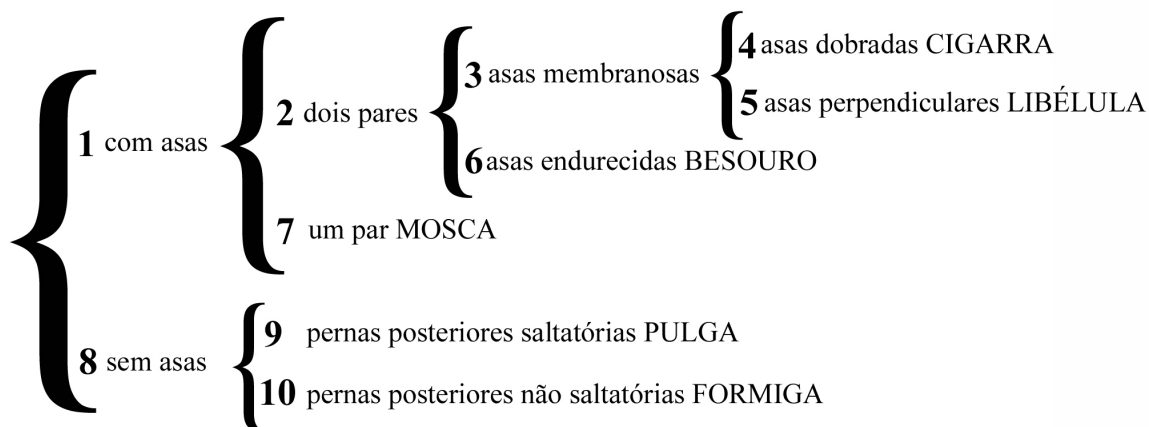 1 com asas
2 dois pares
3 asas membranosas
4 asas dobradas CIGARRA
5 asas perpendiculares LIBÉLULA
6 asas endurecidas BESOURO
7 um par MOSCA
8 sem asas
9 pernas posteriores saltatórias PULGA
10 pernas posteriores não saltatórias FORMIGA